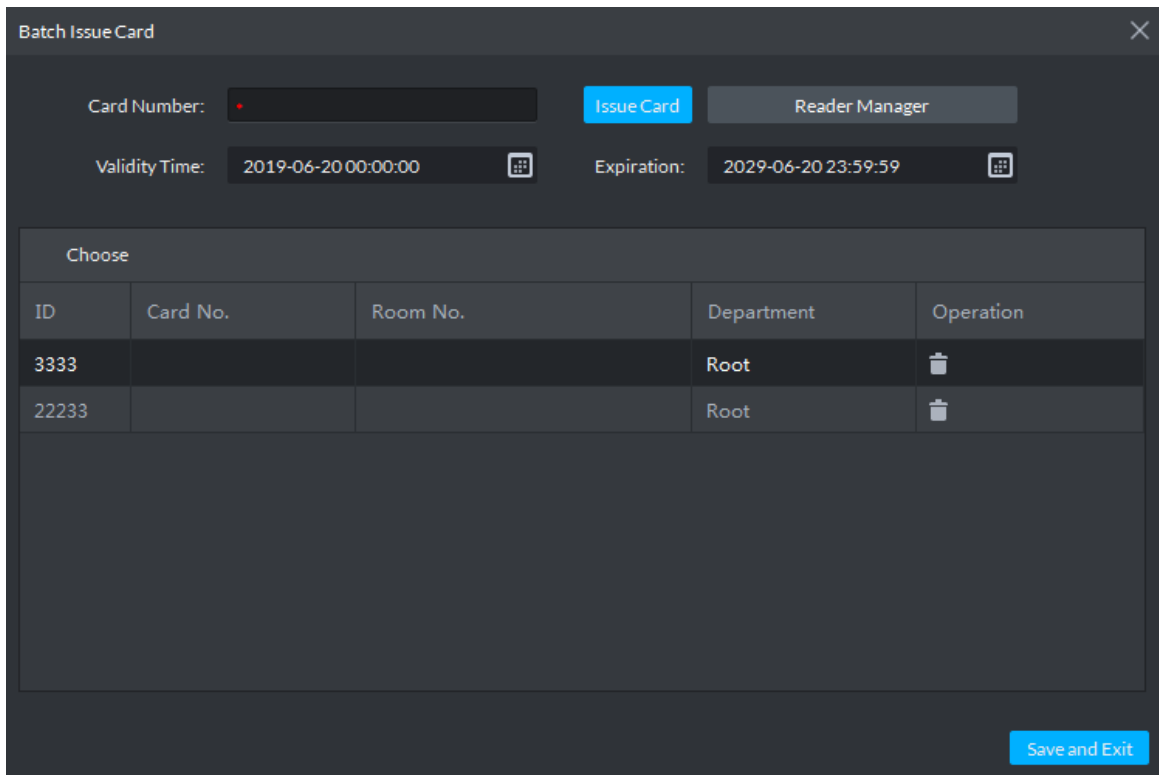 Batch Issue Card
Card Number: * Issue Card Reader Manager
Validity Time: 2019-06-20 00:00:00 Expiration: 2029-06-20 23:59:59
Choose
ID Card No. Room No. Department Operation
3333 Root
22233 Root
Save and Exit